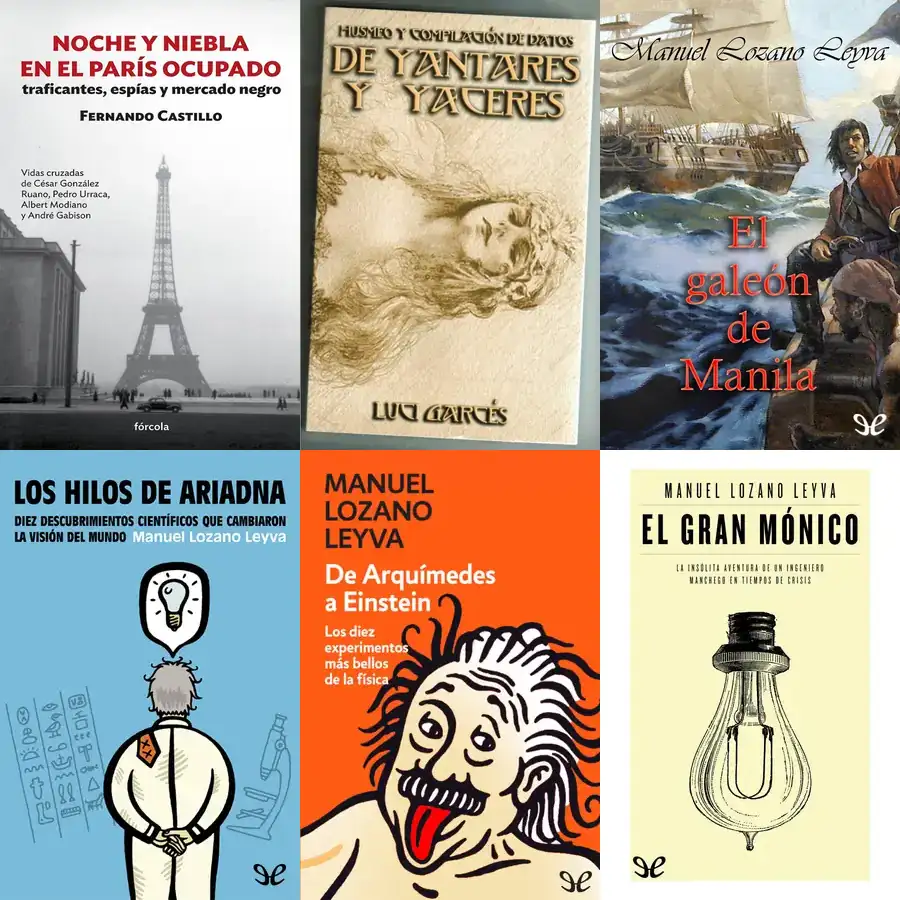 NOCHE Y NIEBLA
EN EL PARÍS OCUPADO
traficantes, espías y mercado negro
FERNANDO CASTILLO
Vidas cruzadas
de César González
Ruano, Pedro Urraca,
Albert Modiano
y André Gabison
fórcola
HUSMEO Y COMPILACIÓN DE DATOS
DE YANTARES
Y YACERES
LUCI GARCÉS
Manuel Lozano Leyva
El
galeón
de
Manila
LOS HILOS DE ARIADNA
DIEZ DESCUBRIMIENTOS CIENTÍFICOS QUE CAMBIARON
LA VISIÓN DEL MUNDO Manuel Lozano Leyva
MANUEL
LOZANO
LEYVA
De Arquímedes
a Einstein
Los diez
experimentos
más bellos
de la física
MANUEL LOZANO LEYVA
EL GRAN MÓNICO
LA INSÓLITA AVENTURA DE UN INGENIERO
MANCHEGO EN TIEMPOS DE CRISIS